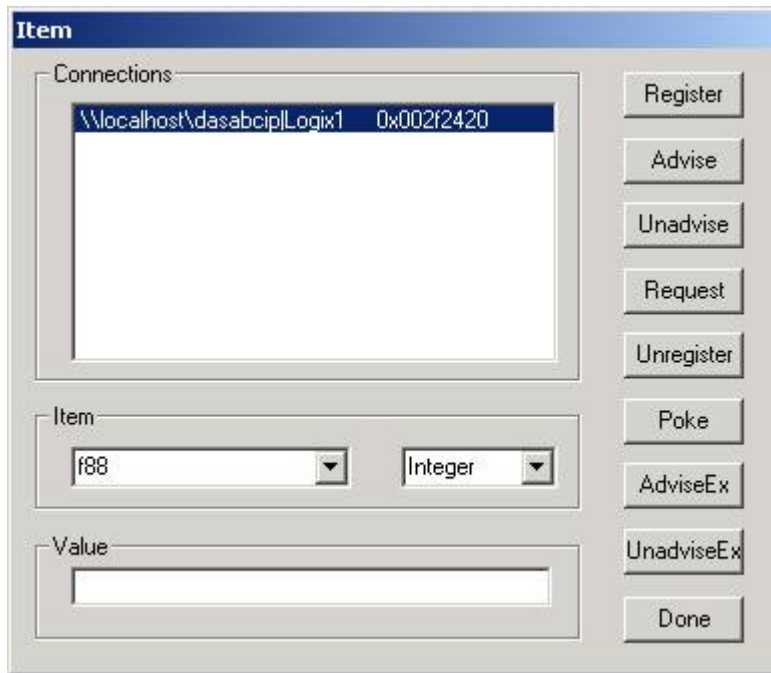 Item
Connections
\\localhost\dasabcip|Logix1 0x002f2420
Register
Advise
Unadvise
Request
Unregister
Item
f88
Integer
Poke
AdviseEx
Value
UnadviseEx
Done